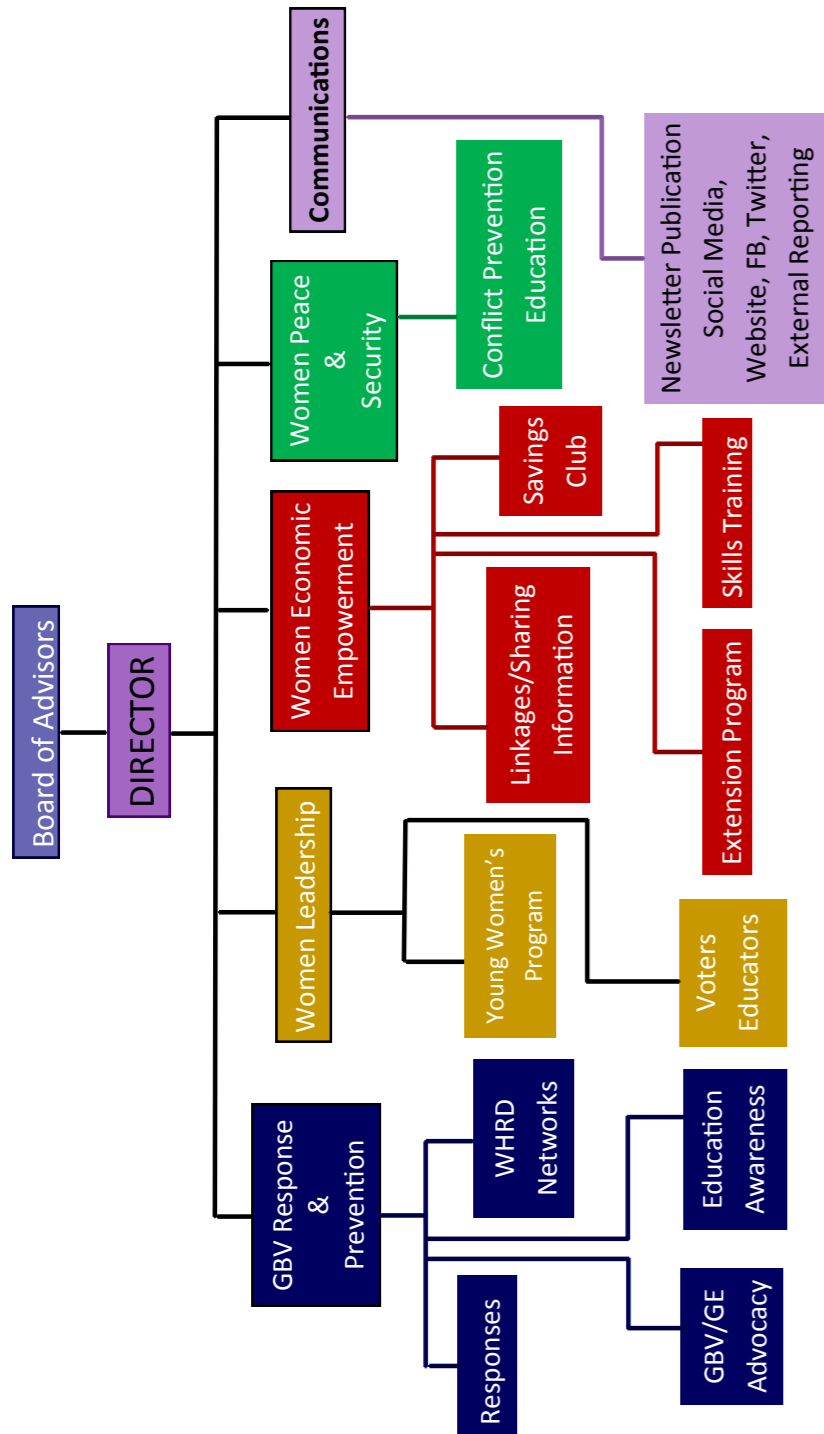 Board of Advisors
DIRECTOR
GBV Response
&
Prevention
Women Leadership
Women Economic
Empowerment
Women Peace
&
Security
Communications
Responses
WHRD
Networks
GBV/GE
Advocacy
Education
Awareness
Young Women's
Program
Voters
Educators
Linkages/Sharing
Information
Savings
Club
Extension Program
Skills Training
Conflict Prevention
Education
Newsletter Publication
Social Media,
Website, FB, Twitter,
External Reporting